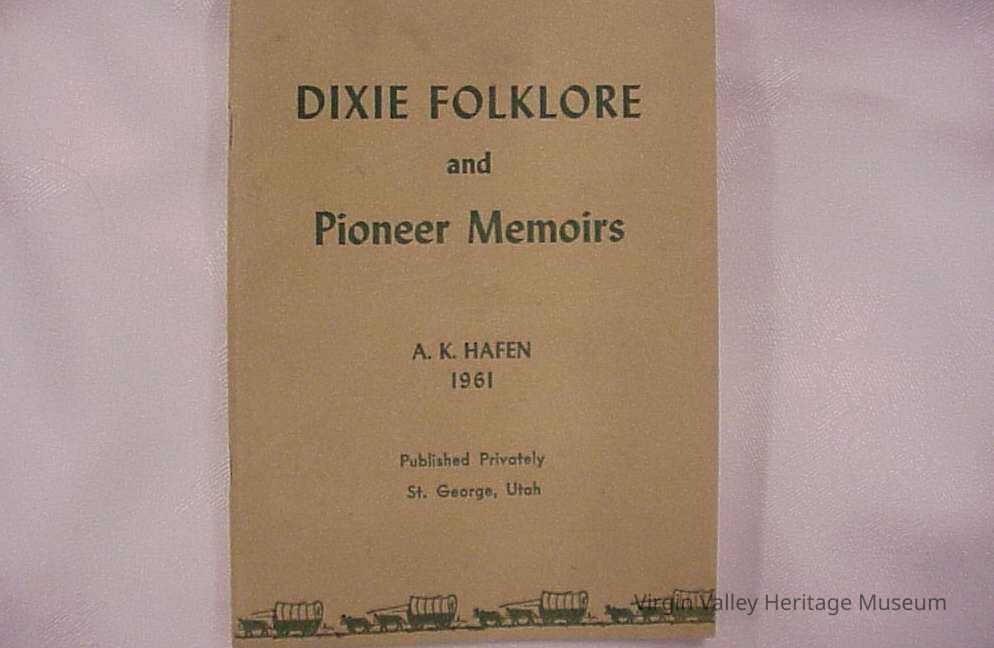 DIXIE FOLKLORE
and
Pioneer Memoirs
A. K. HAFEN
1961
Published Privately
St. George, Utah
Virgin Valley Heritage Museum